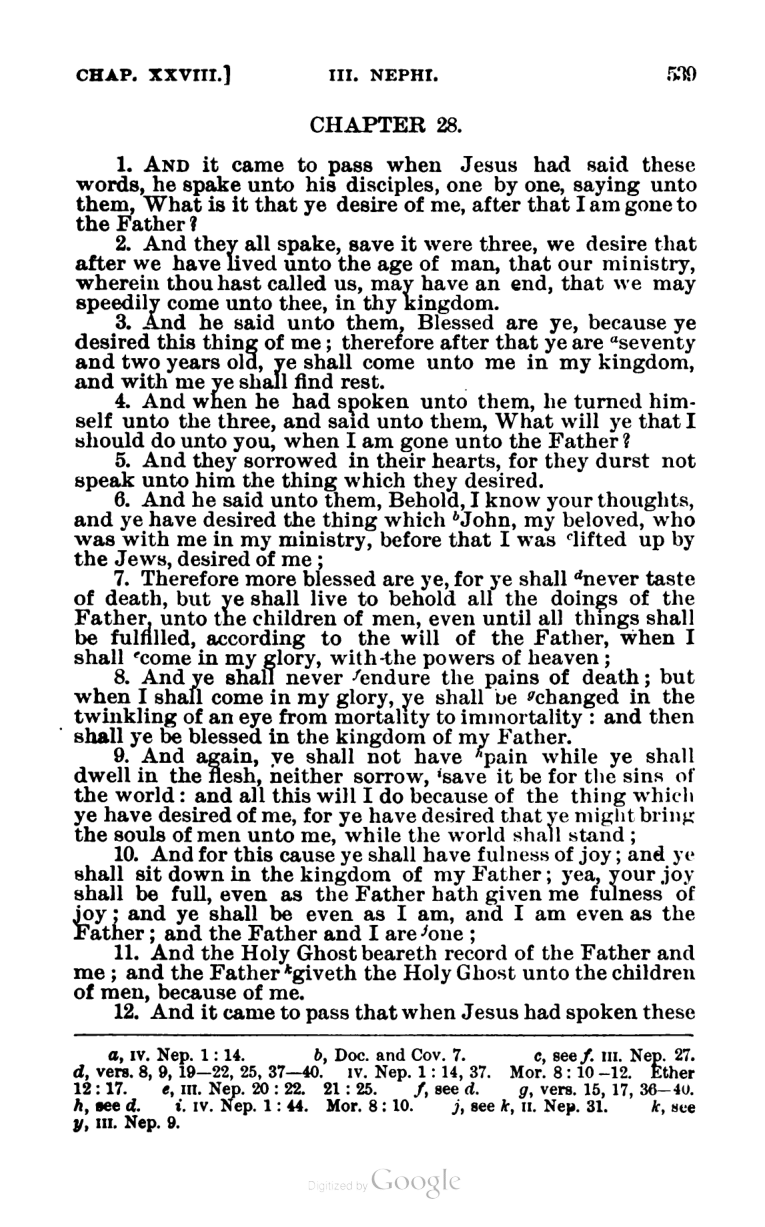 CHAP. XXVIII.] III. NEPHI. 539
CHAPTER 28.
1. AND it came to pass when Jesus had said these
words, he spake unto his disciples, one by one, saying unto
them, What is it that ye desire of me, after that I am gone to
the Father?
2. And they all spake, save it were three, we desire that
after we have lived unto the age of man, that our ministry,
wherein thou hast called us, may have an end, that we may
speedily come unto thee, in thy kingdom.
3. And he said unto them, Blessed are ye, because ye
desired this thing of me; therefore after that ye are ᵃseventy
and two years old, ye shall come unto me in my kingdom,
and with me ye shall find rest.
4. And when he had spoken unto them, he turned him-
self unto the three, and said unto them, What will ye that I
should do unto you, when I am gone unto the Father?
5. And they sorrowed in their hearts, for they durst not
speak unto him the thing which they desired.
6. And he said unto them, Behold, I know your thoughts,
and ye have desired the thing which ᵇJohn, my beloved, who
was with me in my ministry, before that I was ᶜlifted up by
the Jews, desired of me;
7. Therefore more blessed are ye, for ye shall ᵈnever taste
of death, but ye shall live to behold all the doings of the
Father, unto the children of men, even until all things shall
be fulfilled, according to the will of the Father, when I
shall ᵉcome in my glory, with-the powers of heaven;
8. And ye shall never ᶠendure the pains of death; but
when I shall come in my glory, ye shall be ᵍchanged in the
twinkling of an eye from mortality to immortality: and then
shall ye be blessed in the kingdom of my Father.
9. And again, ye shall not have ʰpain while ye shall
dwell in the flesh, neither sorrow, ⁱsave it be for the sins of
the world: and all this will I do because of the thing which
ye have desired of me, for ye have desired that ye might bring
the souls of men unto me, while the world shall stand;
10. And for this cause ye shall have fulness of joy; and ye
shall sit down in the kingdom of my Father; yea, your joy
shall be full, even as the Father hath given me fulness of
joy; and ye shall be even as I am, and I am even as the
Father; and the Father and I are ʲone;
11. And the Holy Ghost beareth record of the Father and
me; and the Father ᵏgiveth the Holy Ghost unto the children
of men, because of me.
12. And it came to pass that when Jesus had spoken these
a, IV. Nep. 1:14. b, Doc. and Cov. 7. c, see f. III. Nep. 27.
d, vers. 8, 9, 19—22, 25, 37—40. IV. Nep. 1:14, 37. Mor. 8:10—12. Ether
12:17. e, III. Nep. 20:22. 21:25. f, see d. g, vers. 15, 17, 36—40.
h, see d. i. IV. Nep. 1:44. Mor. 8:10. j, see k, II. Nep. 31. k, see
y, III. Nep. 9.
Digitized by Google